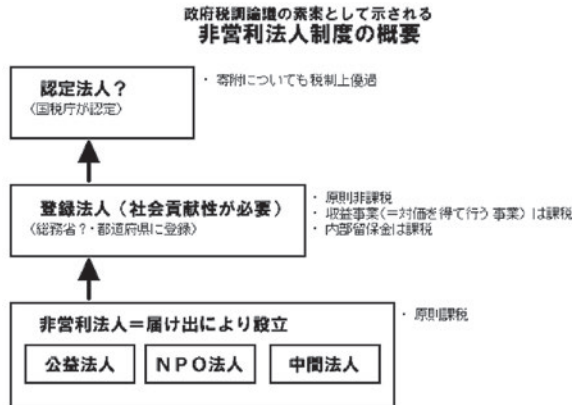 政府税調論議の素案として示される
非営利法人制度の概要
認定法人?
(国税庁が認定)
・ 寄附についても税制上優過
登録法人(社会貢献性が必要)
(総務省?・都道府県に登録)
・ 原則非課税
・ 収益事業(=対価を得て行う事業)は課税
・ 内部留保金は課税
非営利法人=届け出により設立
・ 原則課税
公益法人
NPO法人
中間法人